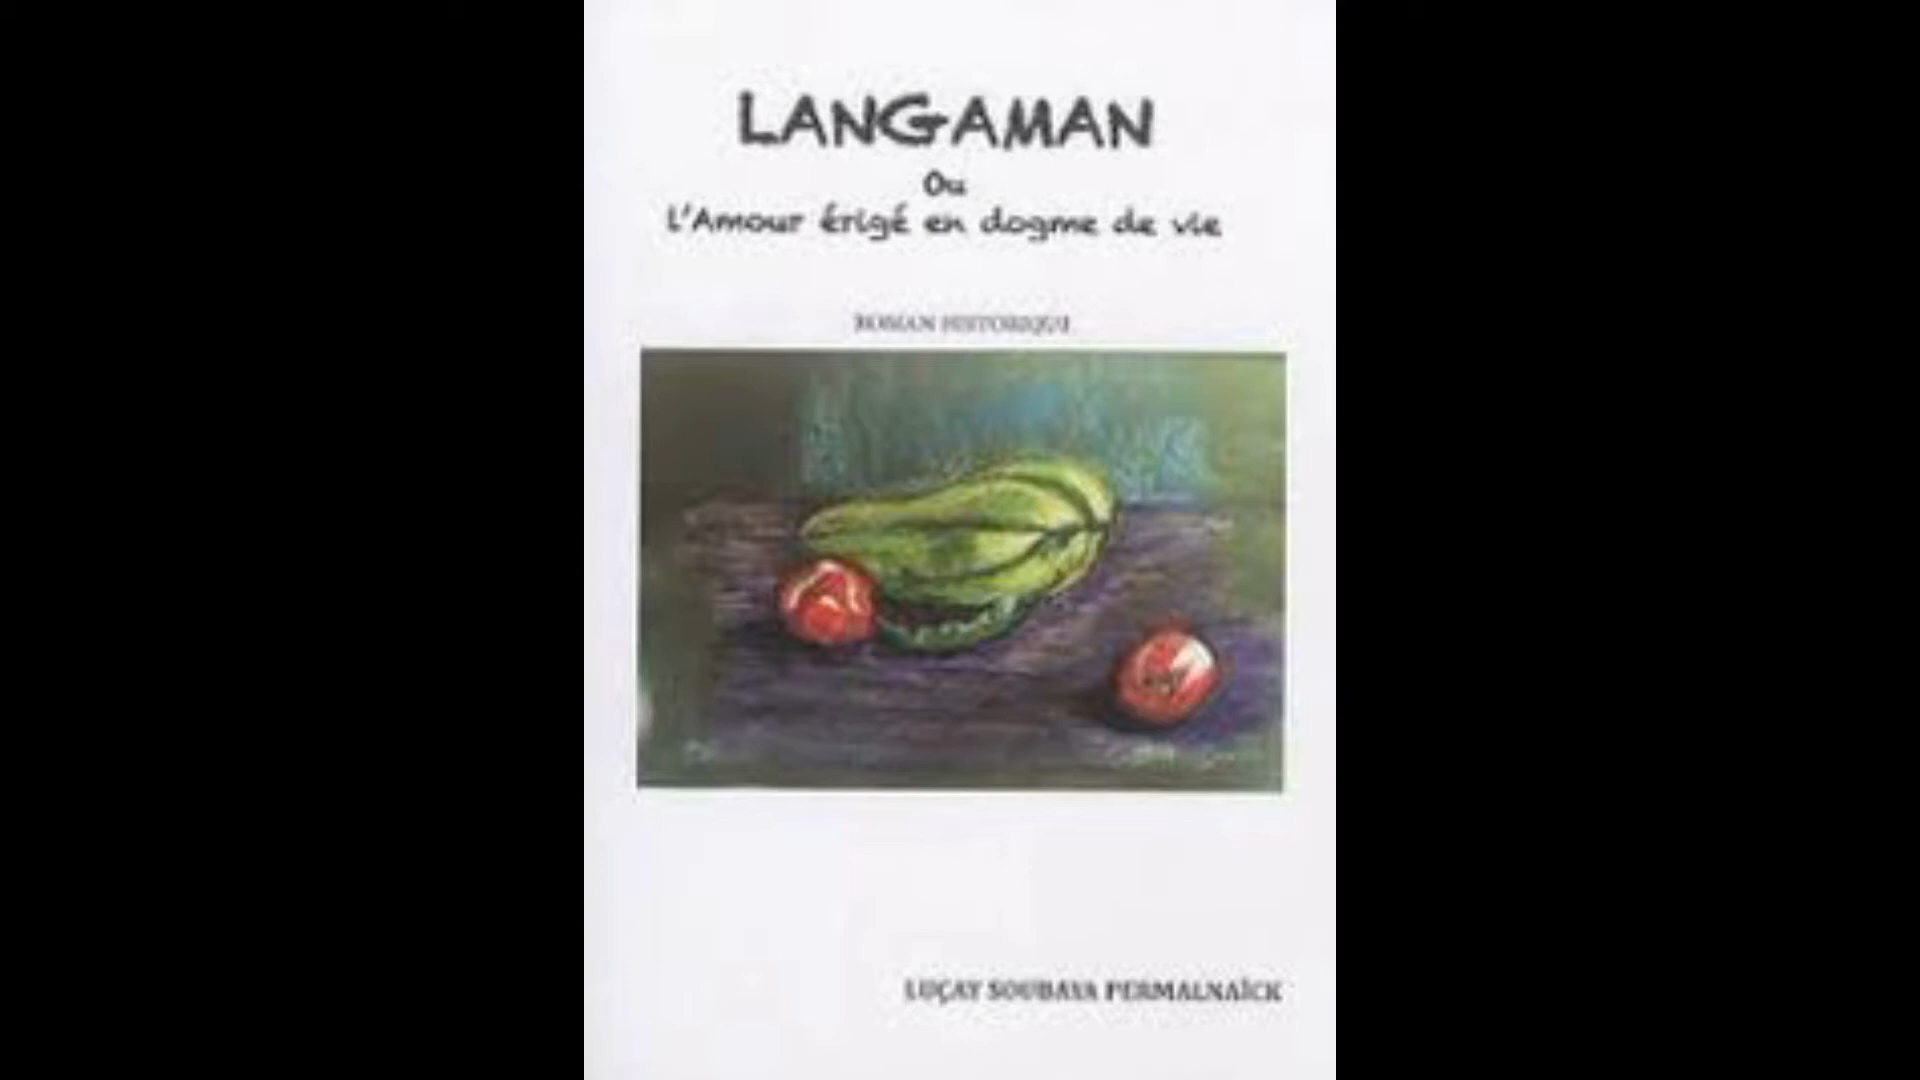 LANGAMAN
Ou
L'Amour érigé en dogme de vie
ROMAN HISTORIQUE
LUÇAY SOUBAYA PERMALNAÏCK